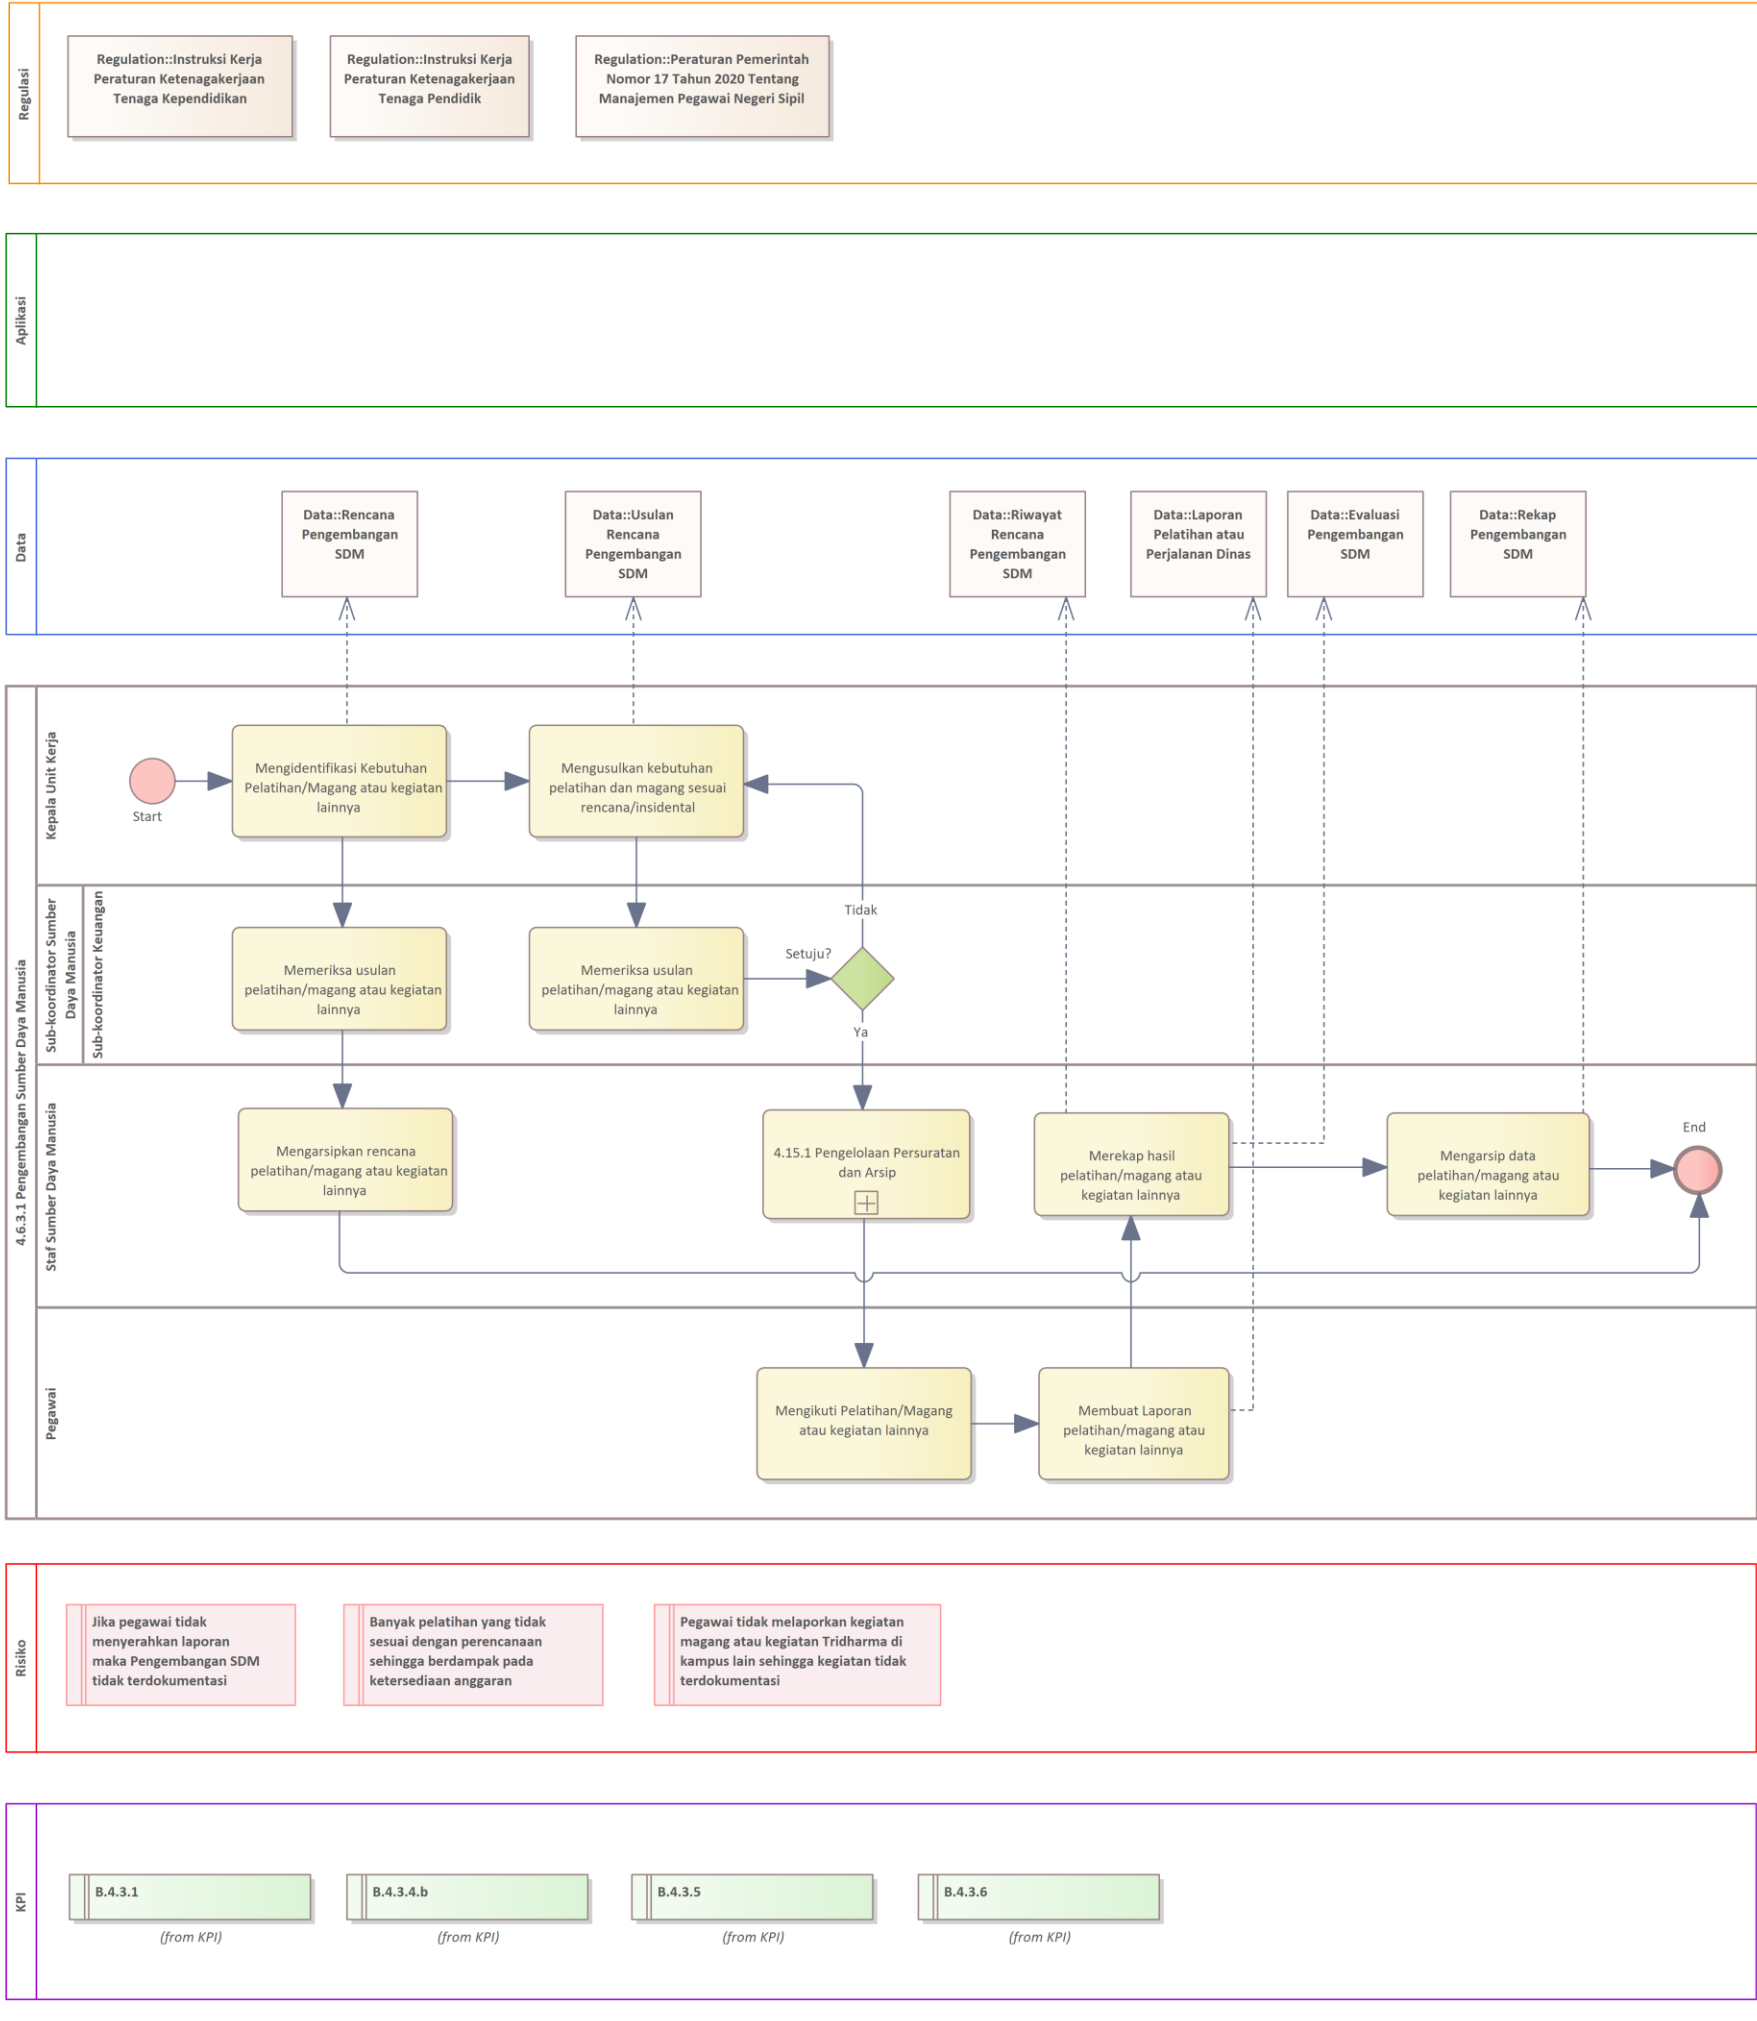 Regulasi
Regulation::Instruksi Kerja
Peraturan Ketenagakerjaan
Tenaga Kependidikan
Regulation::Instruksi Kerja
Peraturan Ketenagakerjaan
Tenaga Pendidik
Regulation::Peraturan Pemerintah
Nomor 17 Tahun 2020 Tentang
Manajemen Pegawai Negeri Sipil
Aplikasi
Data
Data::Rencana
Pengembangan
SDM
Data::Usulan
Rencana
Pengembangan
SDM
Data::Riwayat
Rencana
Pengembangan
SDM
Data::Laporan
Pelatihan atau
Perjalanan Dinas
Data::Evaluasi
Pengembangan
SDM
Data::Rekap
Pengembangan
SDM
4.6.3.1 Pengembangan Sumber Daya Manusia
Kepala Unit Kerja
Start
Mengidentifikasi Kebutuhan
Pelatihan/Magang atau kegiatan
lainnya
Mengusulkan kebutuhan
pelatihan dan magang sesuai
rencana/insidental
Sub-koordinator Sumber
Daya Manusia
Sub-koordinator Keuangan
Memeriksa usulan
pelatihan/magang atau kegiatan
lainnya
Memeriksa usulan
pelatihan/magang atau kegiatan
lainnya
Setuju?
Tidak
Ya
Staf Sumber Daya Manusia
Mengarsipkan rencana
pelatihan/magang atau kegiatan
lainnya
4.15.1 Pengelolaan Persuratan
dan Arsip
Merekap hasil
pelatihan/magang atau
kegiatan lainnya
Mengarsip data
pelatihan/magang atau
kegiatan lainnya
End
Pegawai
Mengikuti Pelatihan/Magang
atau kegiatan lainnya
Membuat Laporan
pelatihan/magang atau
kegiatan lainnya
Risiko
Jika pegawai tidak
menyerahkan laporan
maka Pengembangan SDM
tidak terdokumentasi
Banyak pelatihan yang tidak
sesuai dengan perencanaan
sehingga berdampak pada
ketersediaan anggaran
Pegawai tidak melaporkan kegiatan
magang atau kegiatan Tridharma di
kampus lain sehingga kegiatan tidak
terdokumentasi
KPI
B.4.3.1
(from KPI)
B.4.3.4.b
(from KPI)
B.4.3.5
(from KPI)
B.4.3.6
(from KPI)